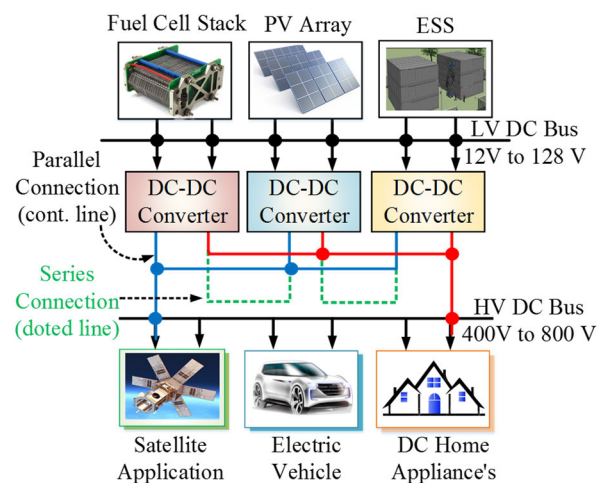 Fuel Cell Stack
PV Array
ESS
LV DC Bus
12V to 128 V
Parallel
Connection
(cont. line)
DC-DC
Converter
DC-DC
Converter
DC-DC
Converter
Series
Connection
(doted line)
HV DC Bus
400V to 800 V
Satellite
Application
Electric
Vehicle
DC Home
Appliance's